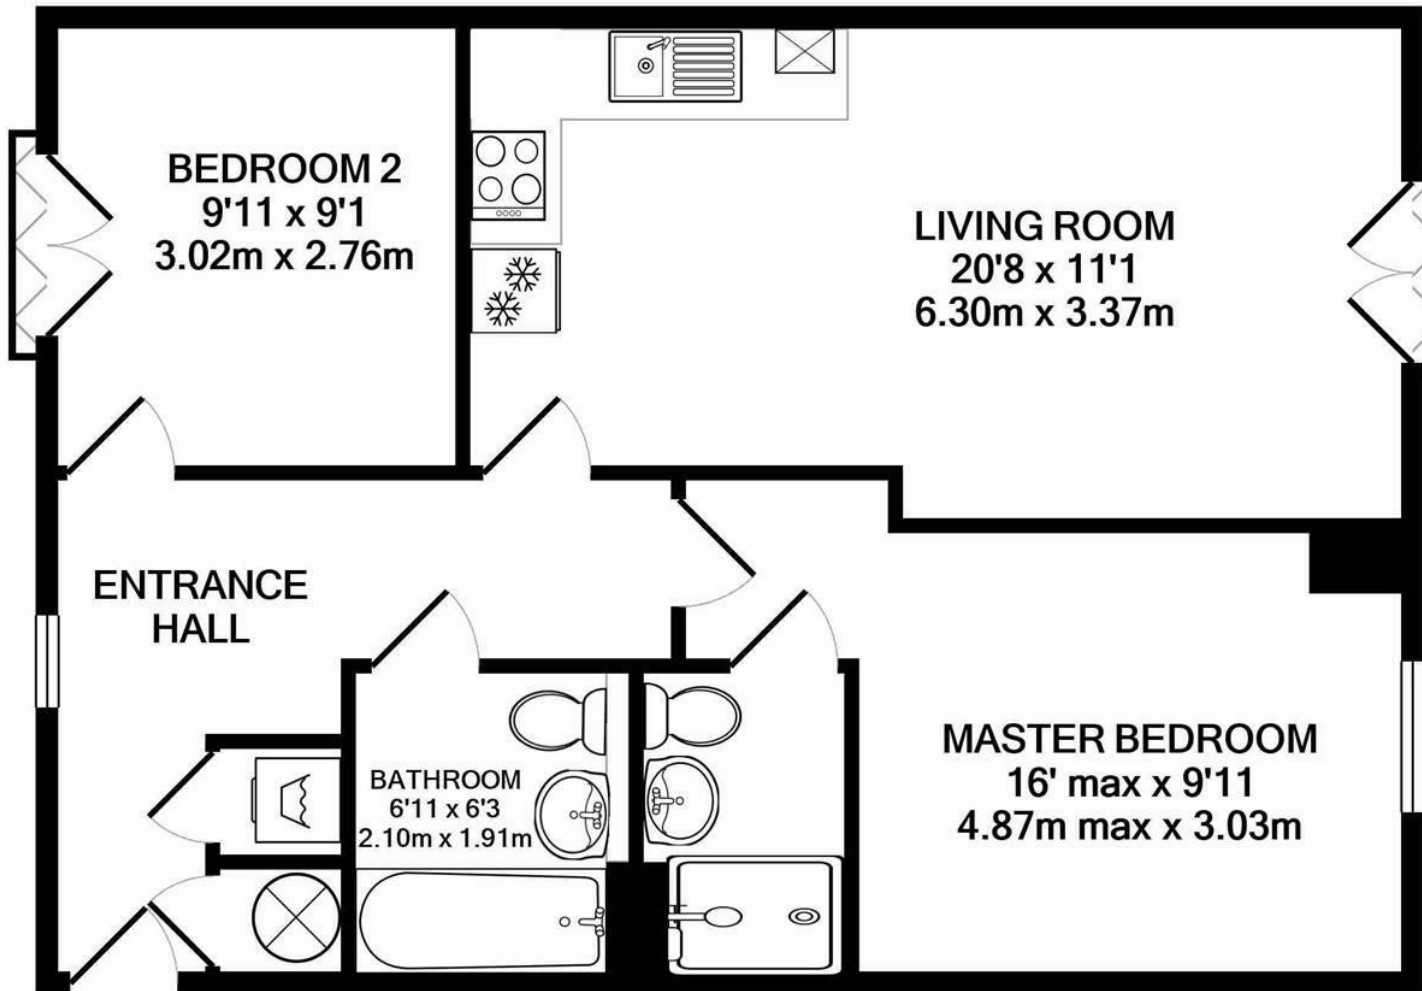 BEDROOM 2
9'11 x 9'1
3.02m x 2.76m
LIVING ROOM
20'8 x 11'1
6.30m x 3.37m
ENTRANCE
HALL
BATHROOM
6'11 x 6'3
2.10m x 1.91m
MASTER BEDROOM
16' max x 9'11
4.87m max x 3.03m